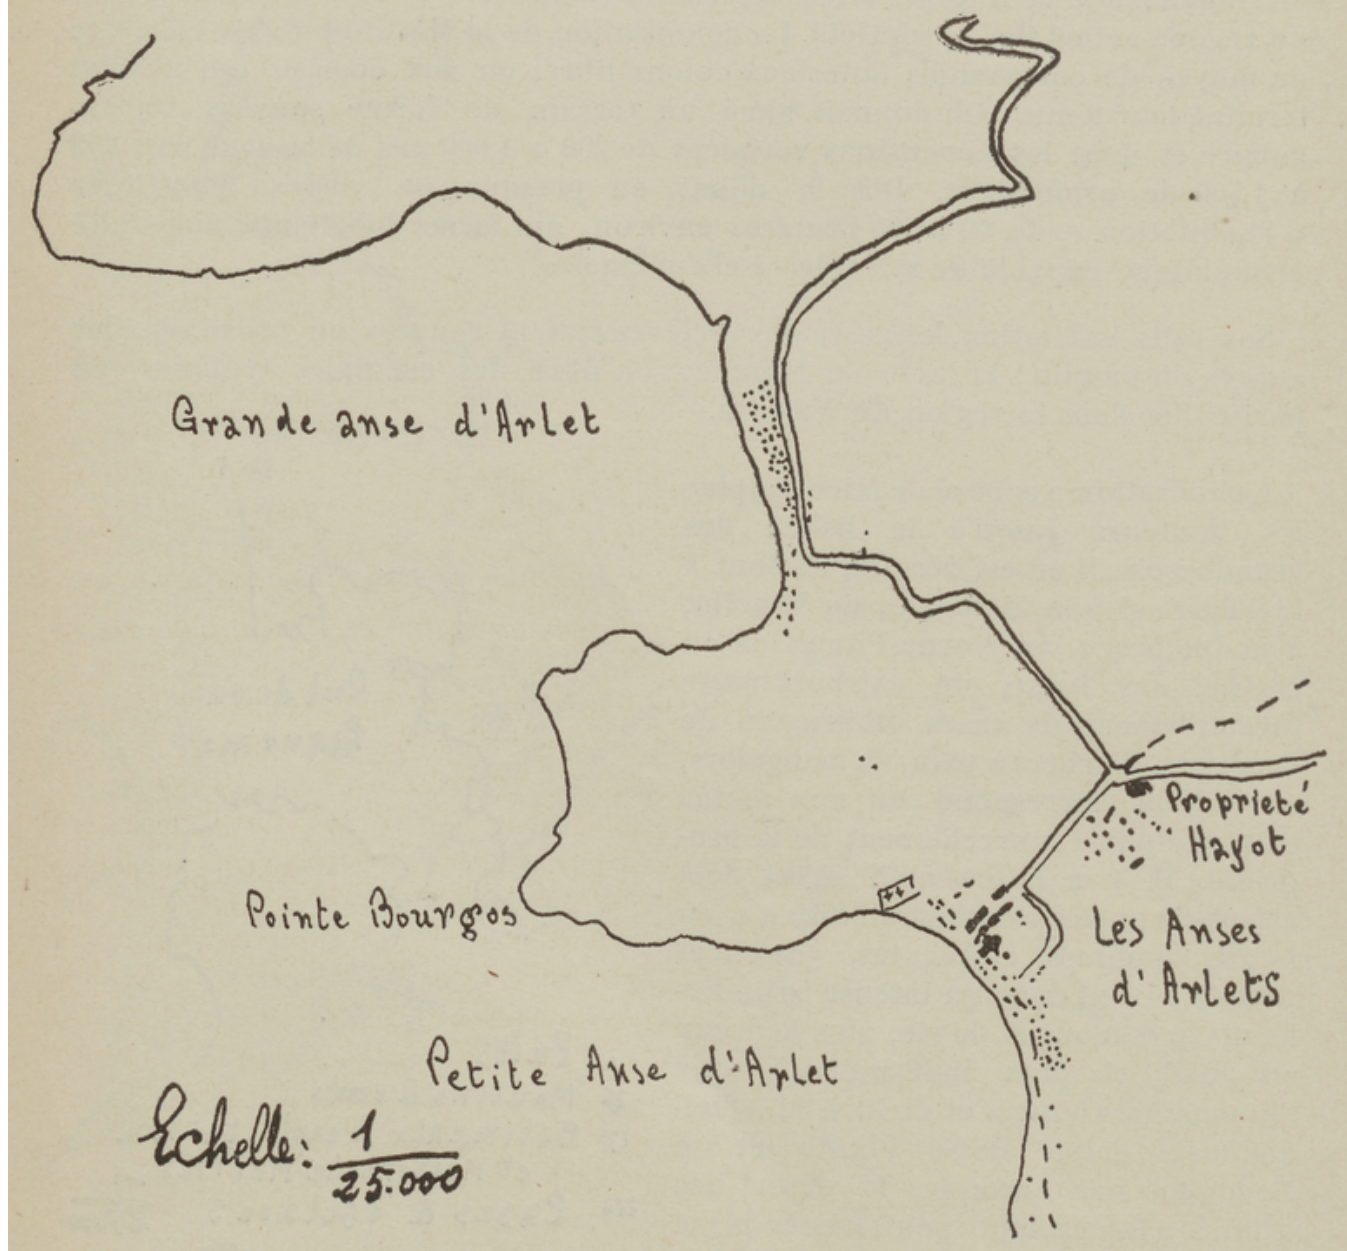 Grande anse d'Arlet
Propriété
Hayot
Pointe Bourgos
Les Anses
d'Arlets
Petite Anse d'Arlet
Echelle: 1
25.000